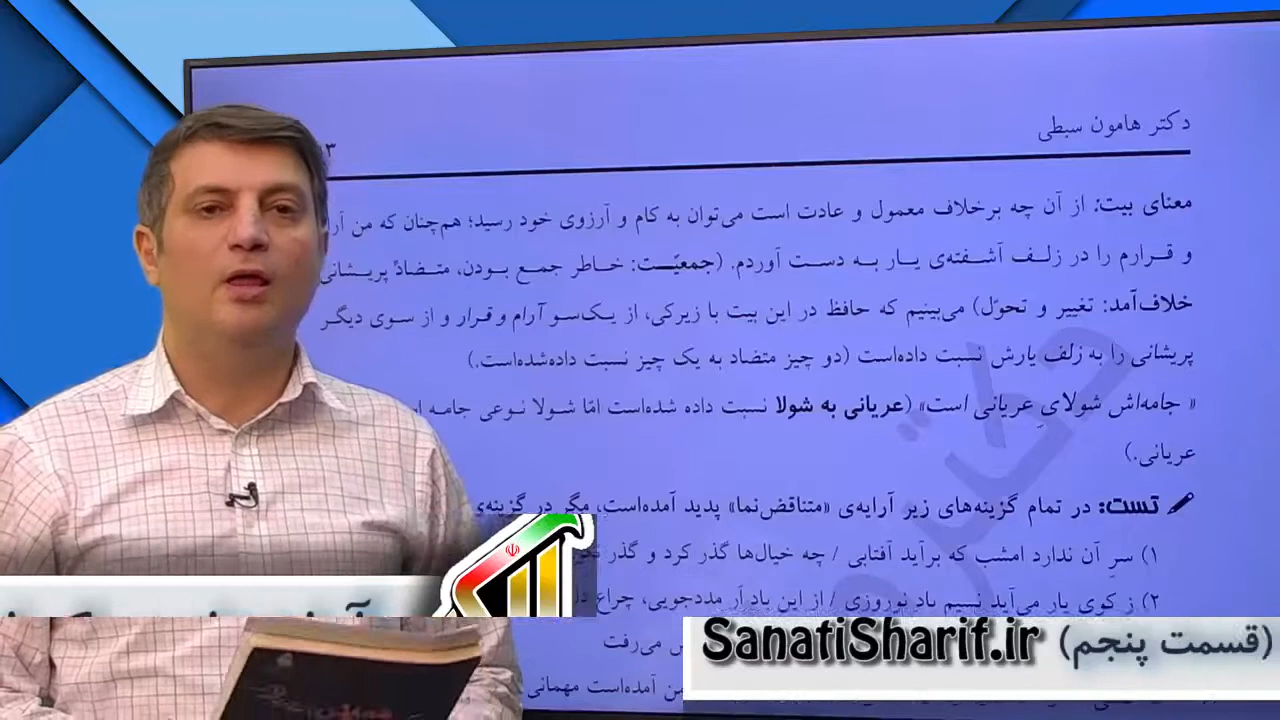 دکتر هامون سبطی
۳
معنای بیت: از آن چه برخلاف معمول و عادت است می‌توان به کام و آرزوی خود رسید؛ هم‌چنان که من آر
و قرارم را در زلف آشفته‌ی یار به دست آوردم. (جمعیّت: خاطر جمع بودن، متضادّ پریشانی
خلاف‌آمد: تغییر و تحوّل) می‌بینیم که حافظ در این بیت با زیرکی، از یک‌سو آرام و قرار و از سوی دیگر
پریشانی را به زلف یارش نسبت داده‌است (دو چیز متضاد به یک چیز نسبت داده‌شده‌است.)
« جامه‌اش شولایِ عریانی است» (عریانی به شولا نسبت داده شده‌است امّا شولا نوعی جامه
عریانی.)
تست: در تمام گزینه‌های زیر آرایه‌ی «متناقض‌نما» پدید آمده‌است، مگر در گزینه‌ی
۱) سرِ آن ندارد امشب که برآید آفتابی / چه خیال‌ها گذر کرد و گذر
۲) ز کوی یار می‌آید نسیم باد نوروزی / از این باد ار مددجویی، چراغ
می‌رفت
من آمده‌است مهمانی
SanatiSharif.ir (قسمت پنجم)